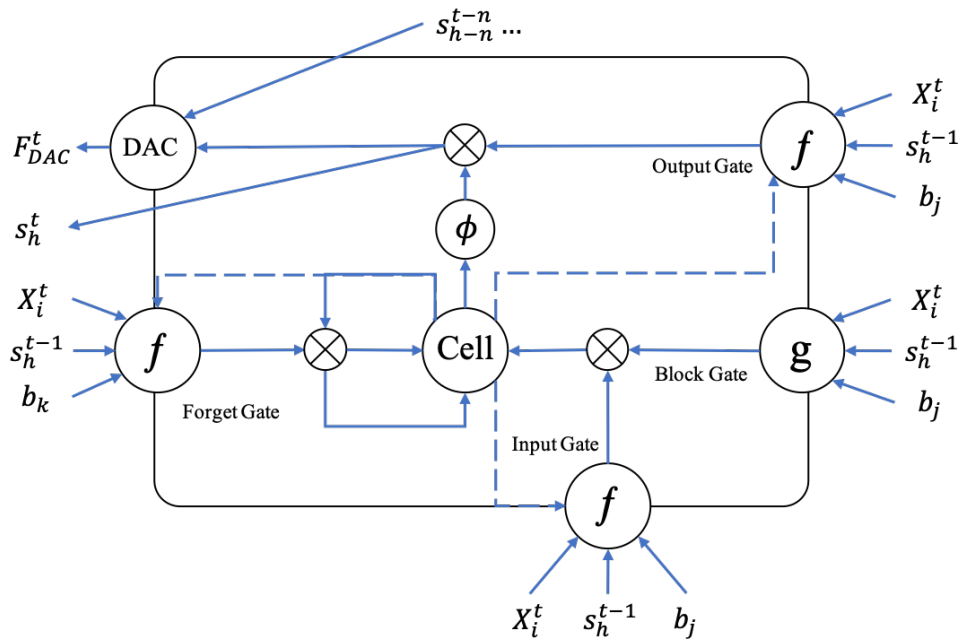 $s_{h-n}^{t-n}$ ...
$X_i^t$
DAC
$F_{DAC}^t$
f
$s_h^{t-1}$
Output Gate
$b_j$
$s_h^t$
ϕ
$X_i^t$
$X_i^t$
$s_h^{t-1}$
f
Cell
g
$s_h^{t-1}$
Block Gate
$b_k$
$b_j$
Forget Gate
Input Gate
f
$X_i^t$ $s_h^{t-1}$ $b_j$